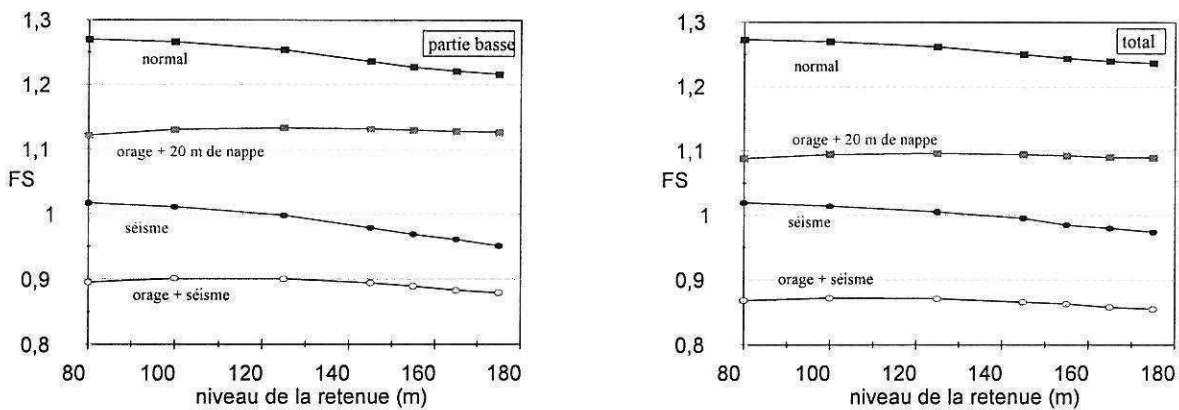 1,3
partie basse
normal
1,2
orage + 20 m de nappe
1,1
FS
1
séisme
0,9
orage + séisme
0,8
80 100 120 140 160 180
niveau de la retenue (m)
1,3
total
normal
1,2
orage + 20 m de nappe
1,1
FS
1
séisme
0,9
orage + séisme
0,8
80 100 120 140 160 180
niveau de la retenue (m)